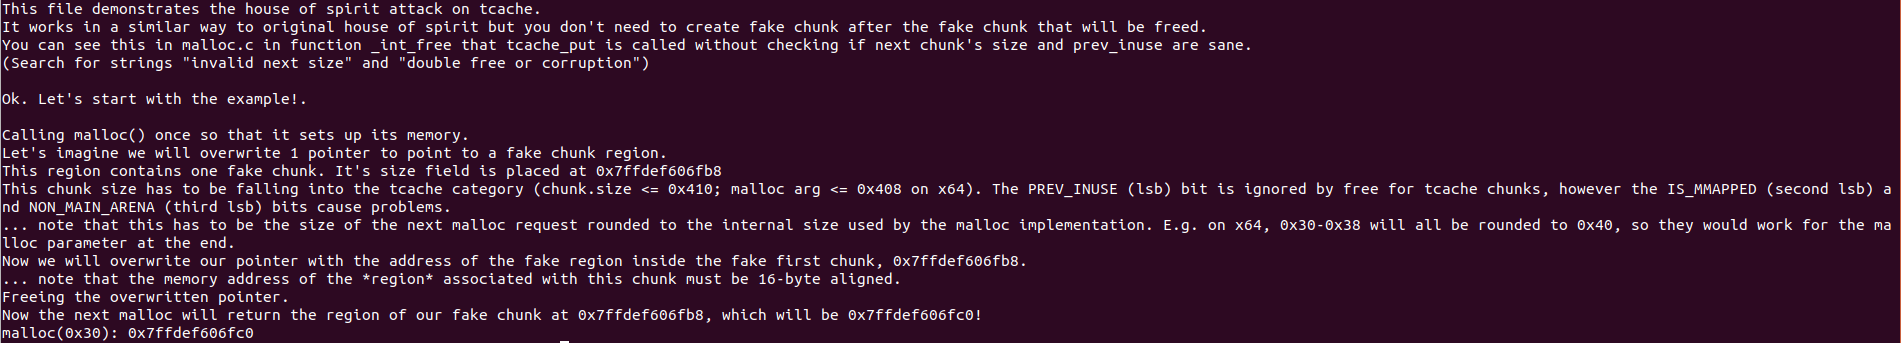 This file demonstrates the house of spirit attack on tcache.
It works in a similar way to original house of spirit but you don't need to create fake chunk after the fake chunk that will be freed.
You can see this in malloc.c in function _int_free that tcache_put is called without checking if next chunk's size and prev_inuse are sane.
(Search for strings "invalid next size" and "double free or corruption")

Ok. Let's start with the example!.

Calling malloc() once so that it sets up its memory.
Let's imagine we will overwrite 1 pointer to point to a fake chunk region.
This region contains one fake chunk. It's size field is placed at 0x7ffdef606fb8
This chunk size has to be falling into the tcache category (chunk.size <= 0x410; malloc arg <= 0x408 on x64). The PREV_INUSE (lsb) bit is ignored by free for tcache chunks, however the IS_MMAPPED (second lsb) a
nd NON_MAIN_ARENA (third lsb) bits cause problems.
... note that this has to be the size of the next malloc request rounded to the internal size used by the malloc implementation. E.g. on x64, 0x30-0x38 will all be rounded to 0x40, so they would work for the ma
lloc parameter at the end.
Now we will overwrite our pointer with the address of the fake region inside the fake first chunk, 0x7ffdef606fb8.
... note that the memory address of the *region* associated with this chunk must be 16-byte aligned.
Freeing the overwritten pointer.
Now the next malloc will return the region of our fake chunk at 0x7ffdef606fb8, which will be 0x7ffdef606fc0!
malloc(0x30): 0x7ffdef606fc0